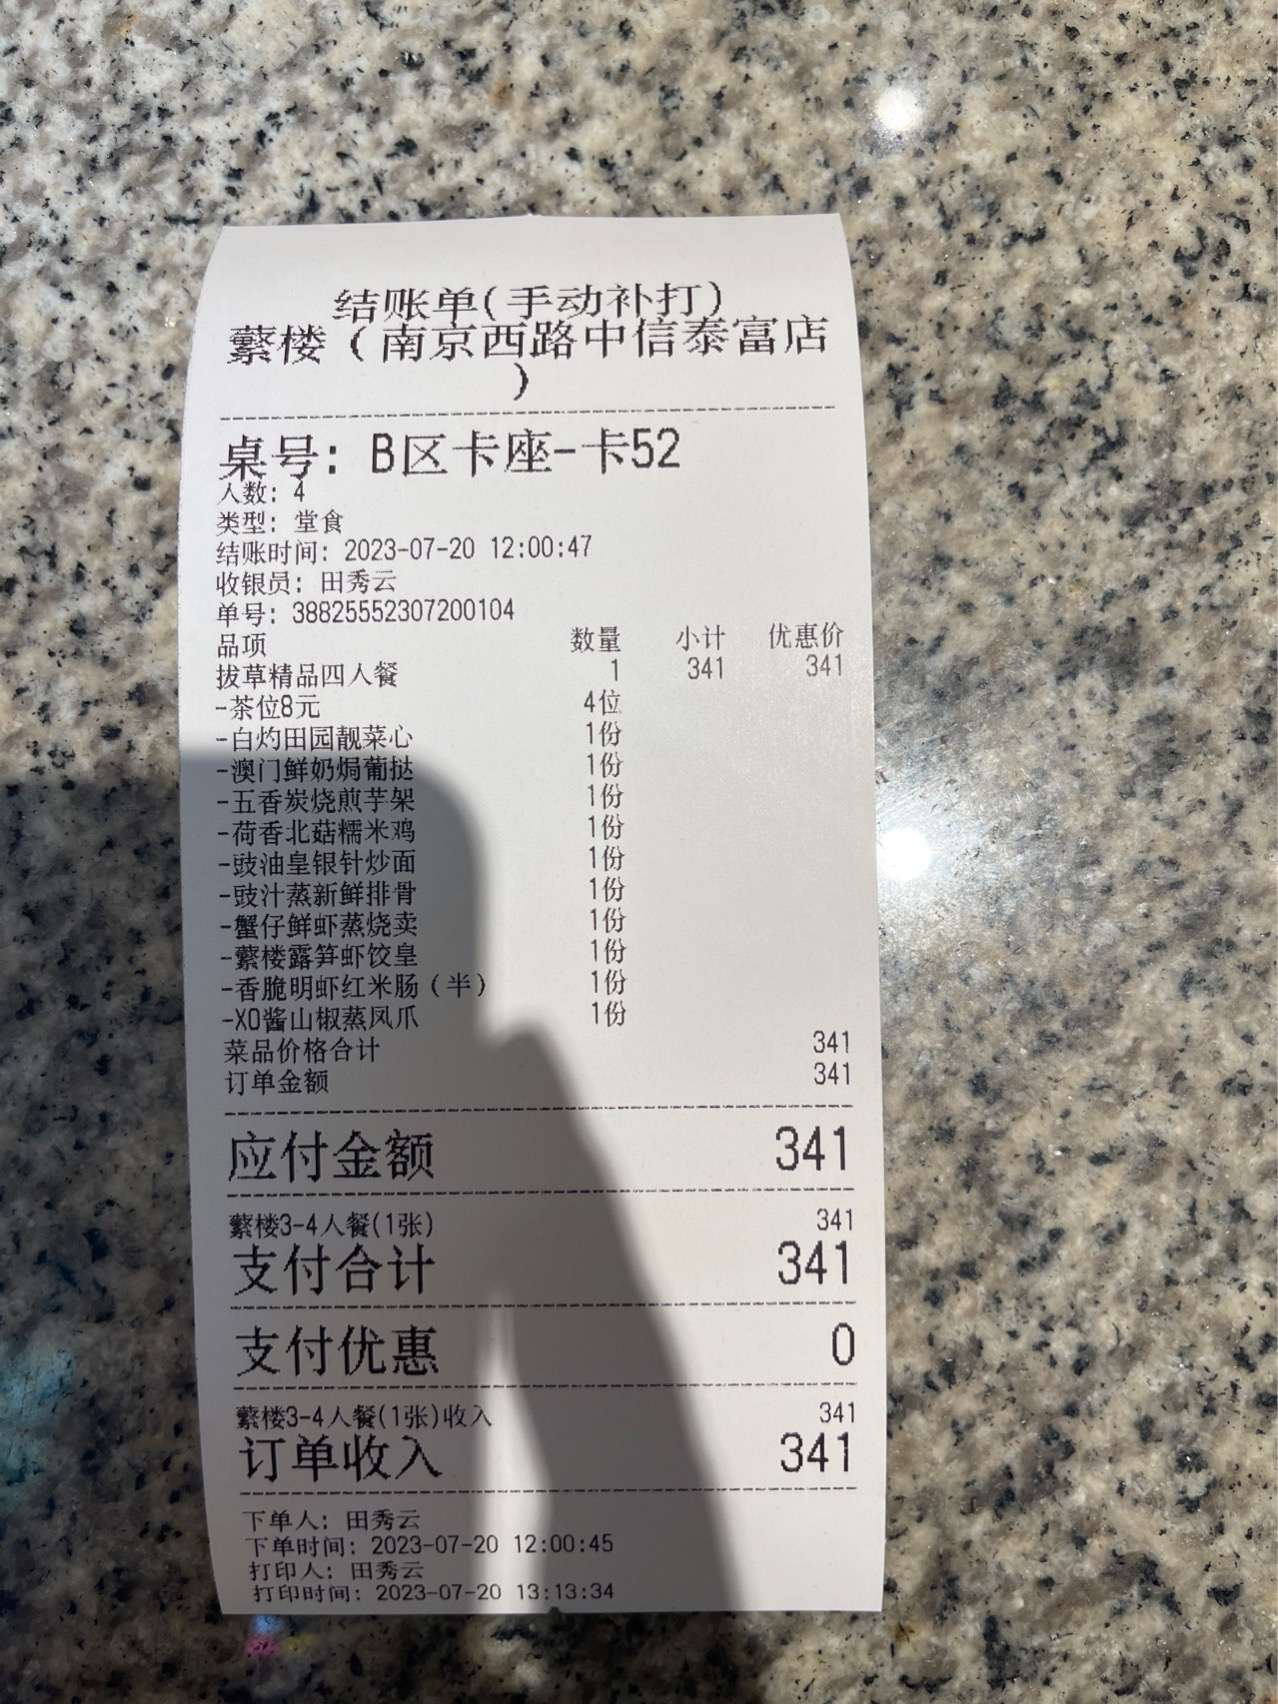 结账单(手动补打)
蘩楼（南京西路中信泰富店
）
桌号: B区卡座-卡52
人数: 4
类型: 堂食
结账时间: 2023-07-20 12:00:47
收银员: 田秀云
单号: 38825552307200104
品项 数量 小计 优惠价
拔草精品四人餐 1 341 341
-茶位8元 4位
-白灼田园靓菜心 1份
-澳门鲜奶焗葡挞 1份
-五香炭烧煎芋架 1份
-荷香北菇糯米鸡 1份
-豉油皇银针炒面 1份
-豉汁蒸新鲜排骨 1份
-蟹仔鲜虾蒸烧卖 1份
-蘩楼露笋虾饺皇 1份
-香脆明虾红米肠（半） 1份
-XO酱山椒蒸凤爪 1份
菜品价格合计 341
订单金额 341
应付金额 341
蘩楼3-4人餐(1张) 341
支付合计 341
支付优惠 0
蘩楼3-4人餐(1张)收入 341
订单收入 341
下单人: 田秀云
下单时间: 2023-07-20 12:00:45
打印人: 田秀云
打印时间: 2023-07-20 13:13:34